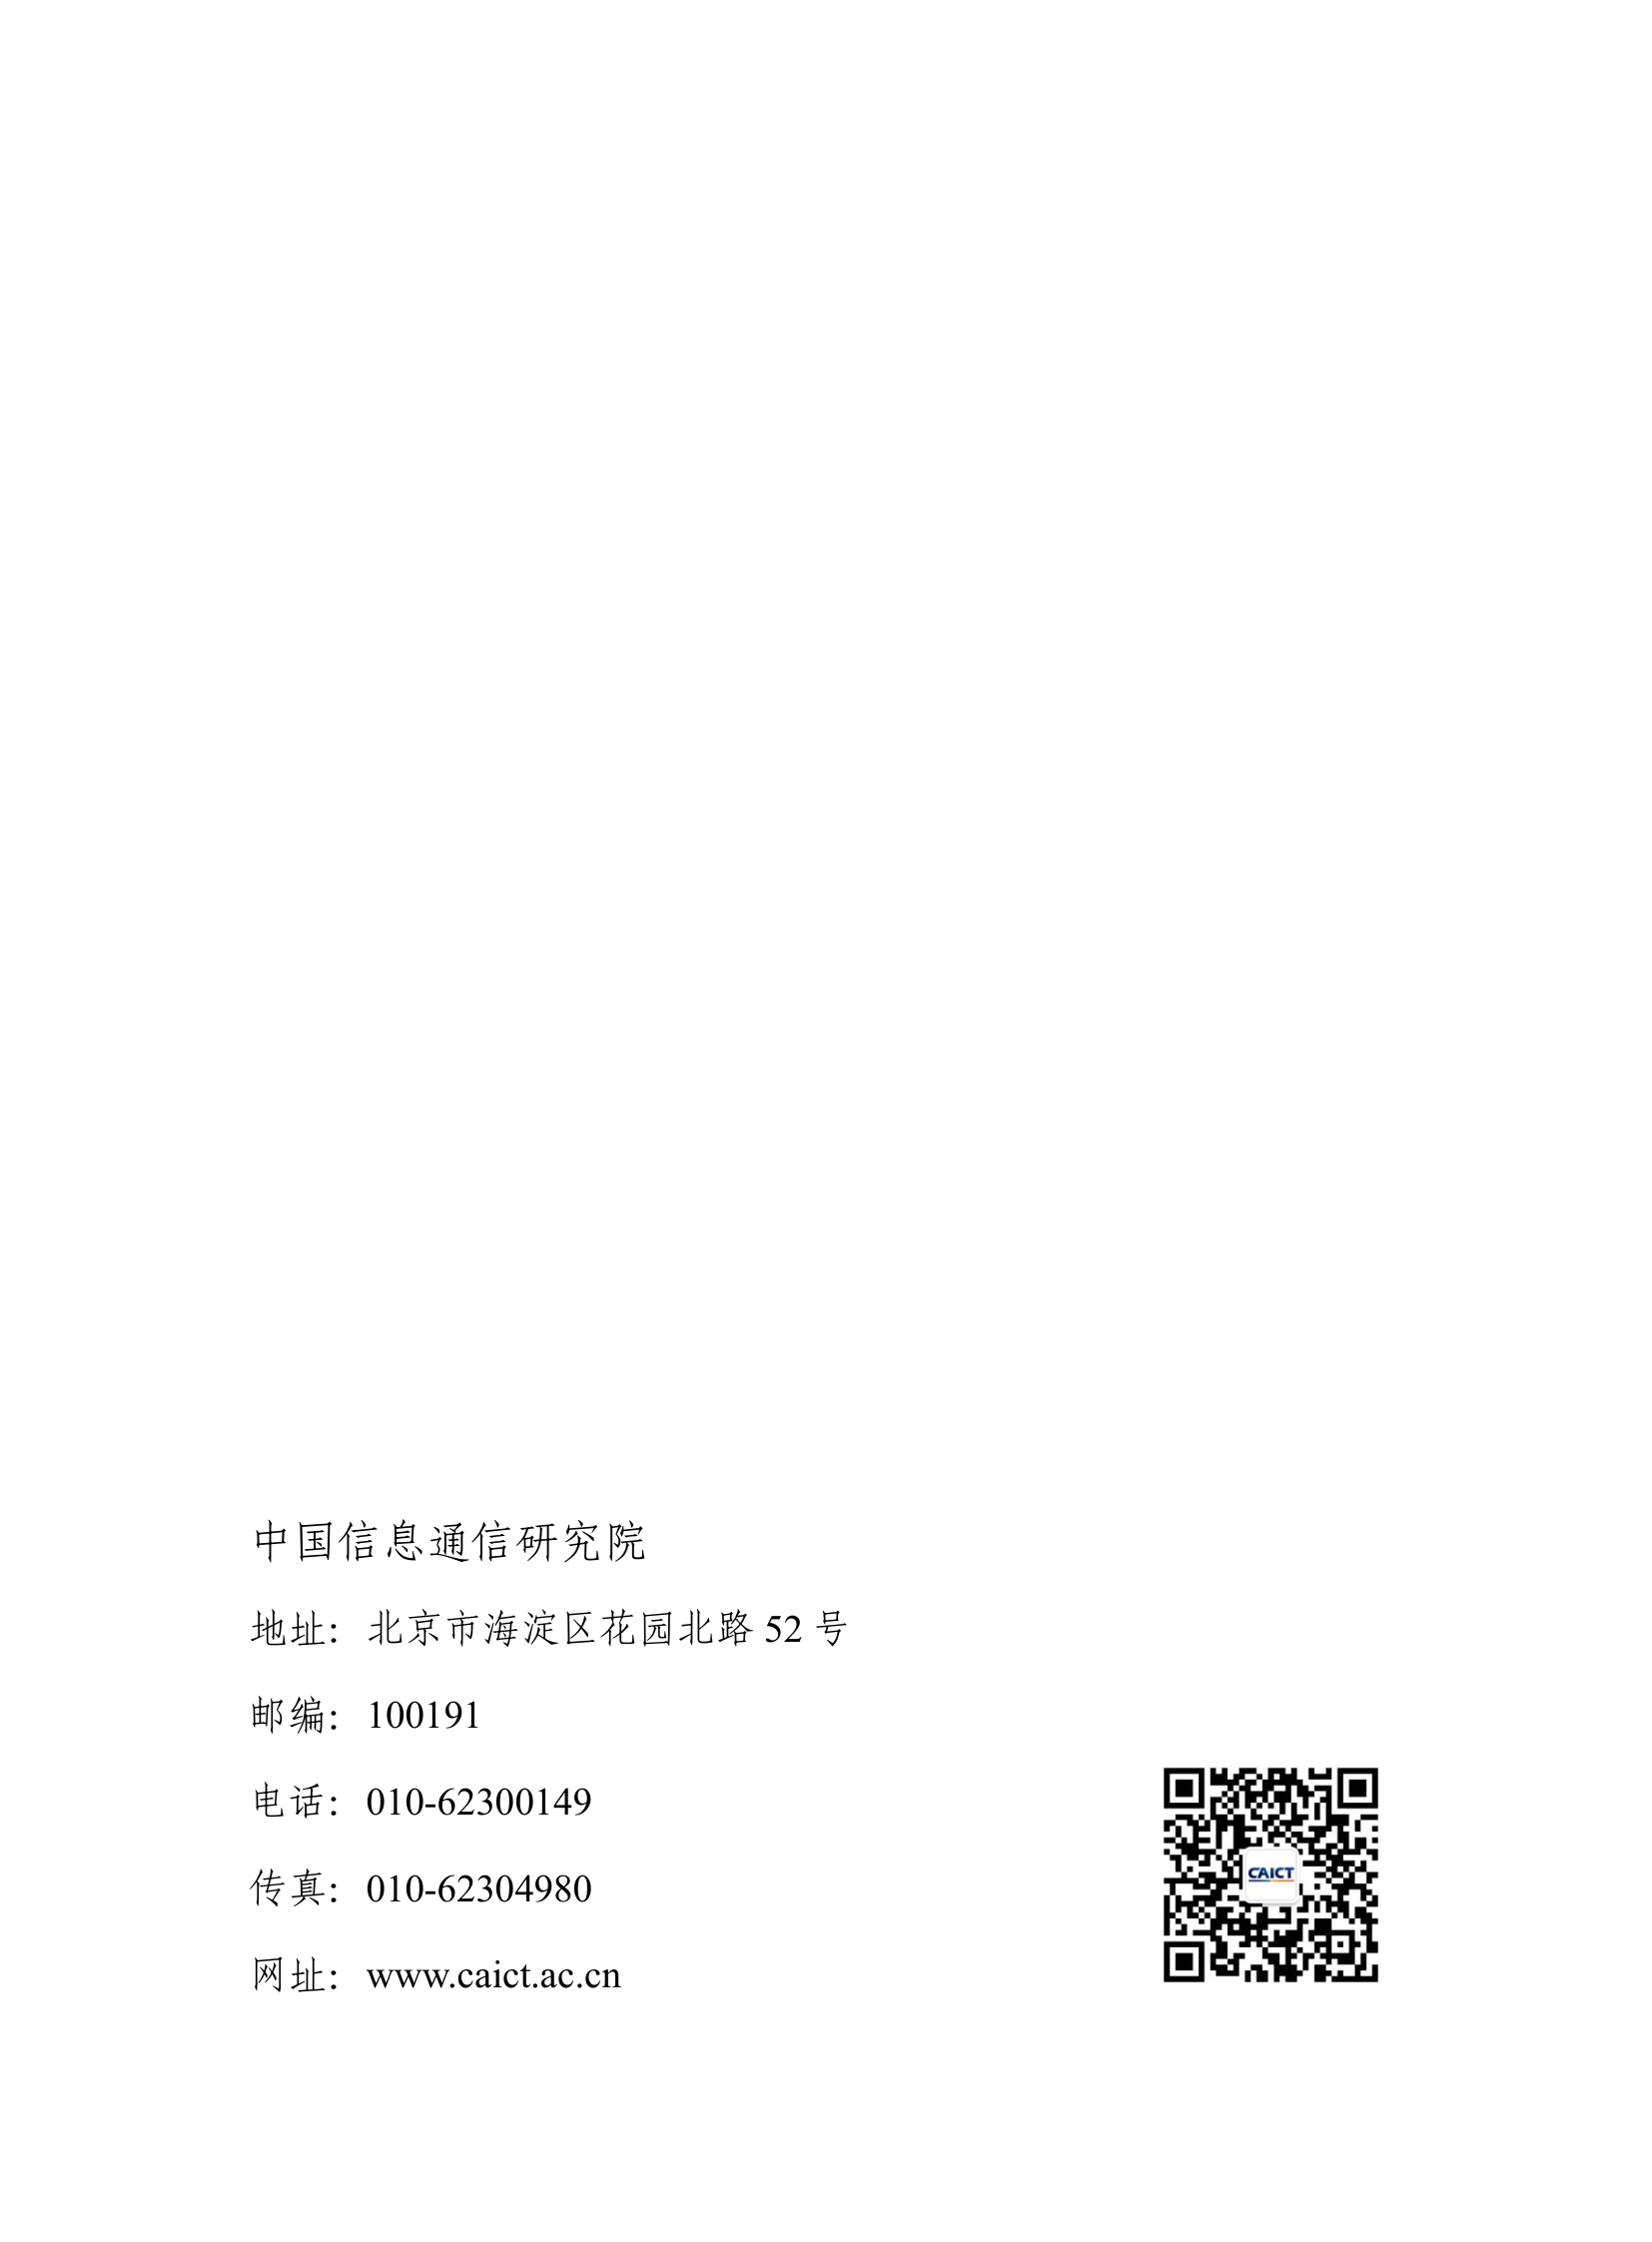 中国信息通信研究院
地址：北京市海淀区花园北路 52 号
邮编：100191
电话：010-62300149
传真：010-62304980
网址：www.caict.ac.cn
CAICT